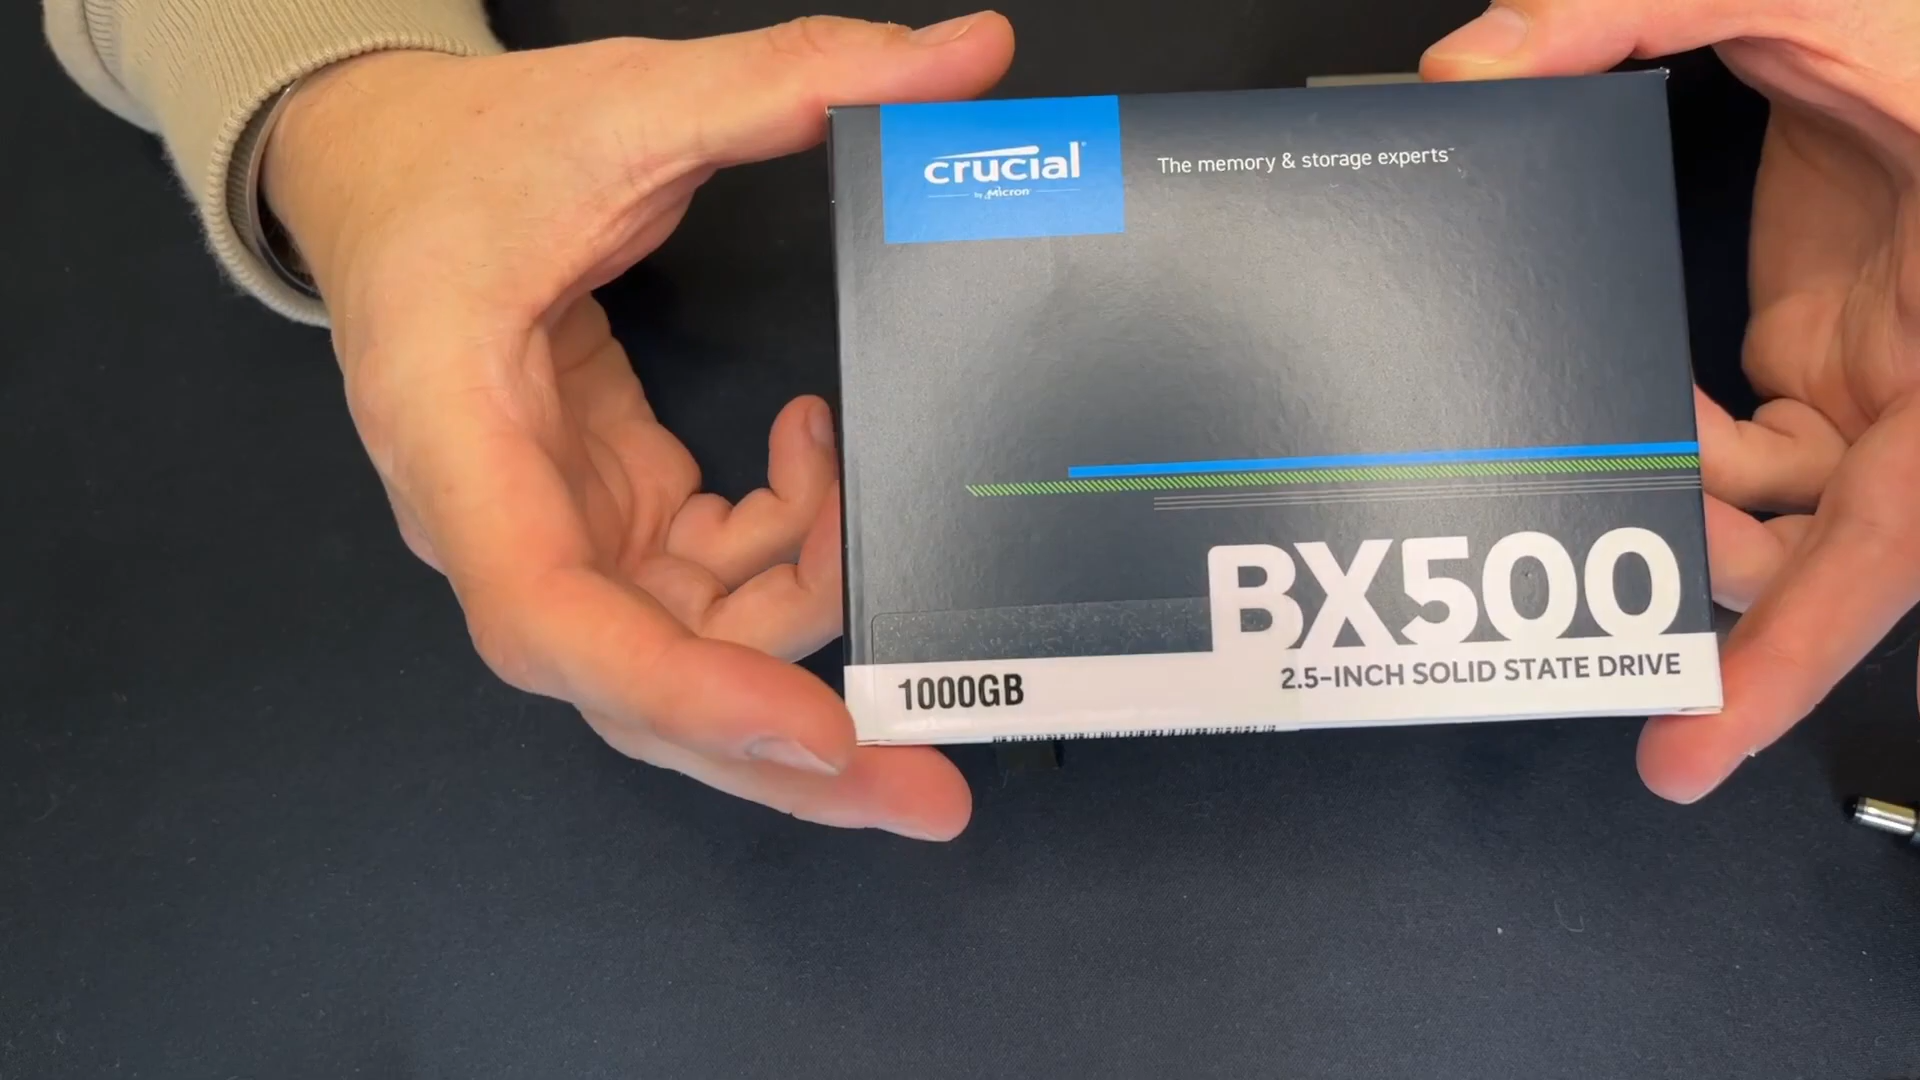 crucial
by Micron
The memory & storage experts™
BX500
2.5-INCH SOLID STATE DRIVE
1000GB